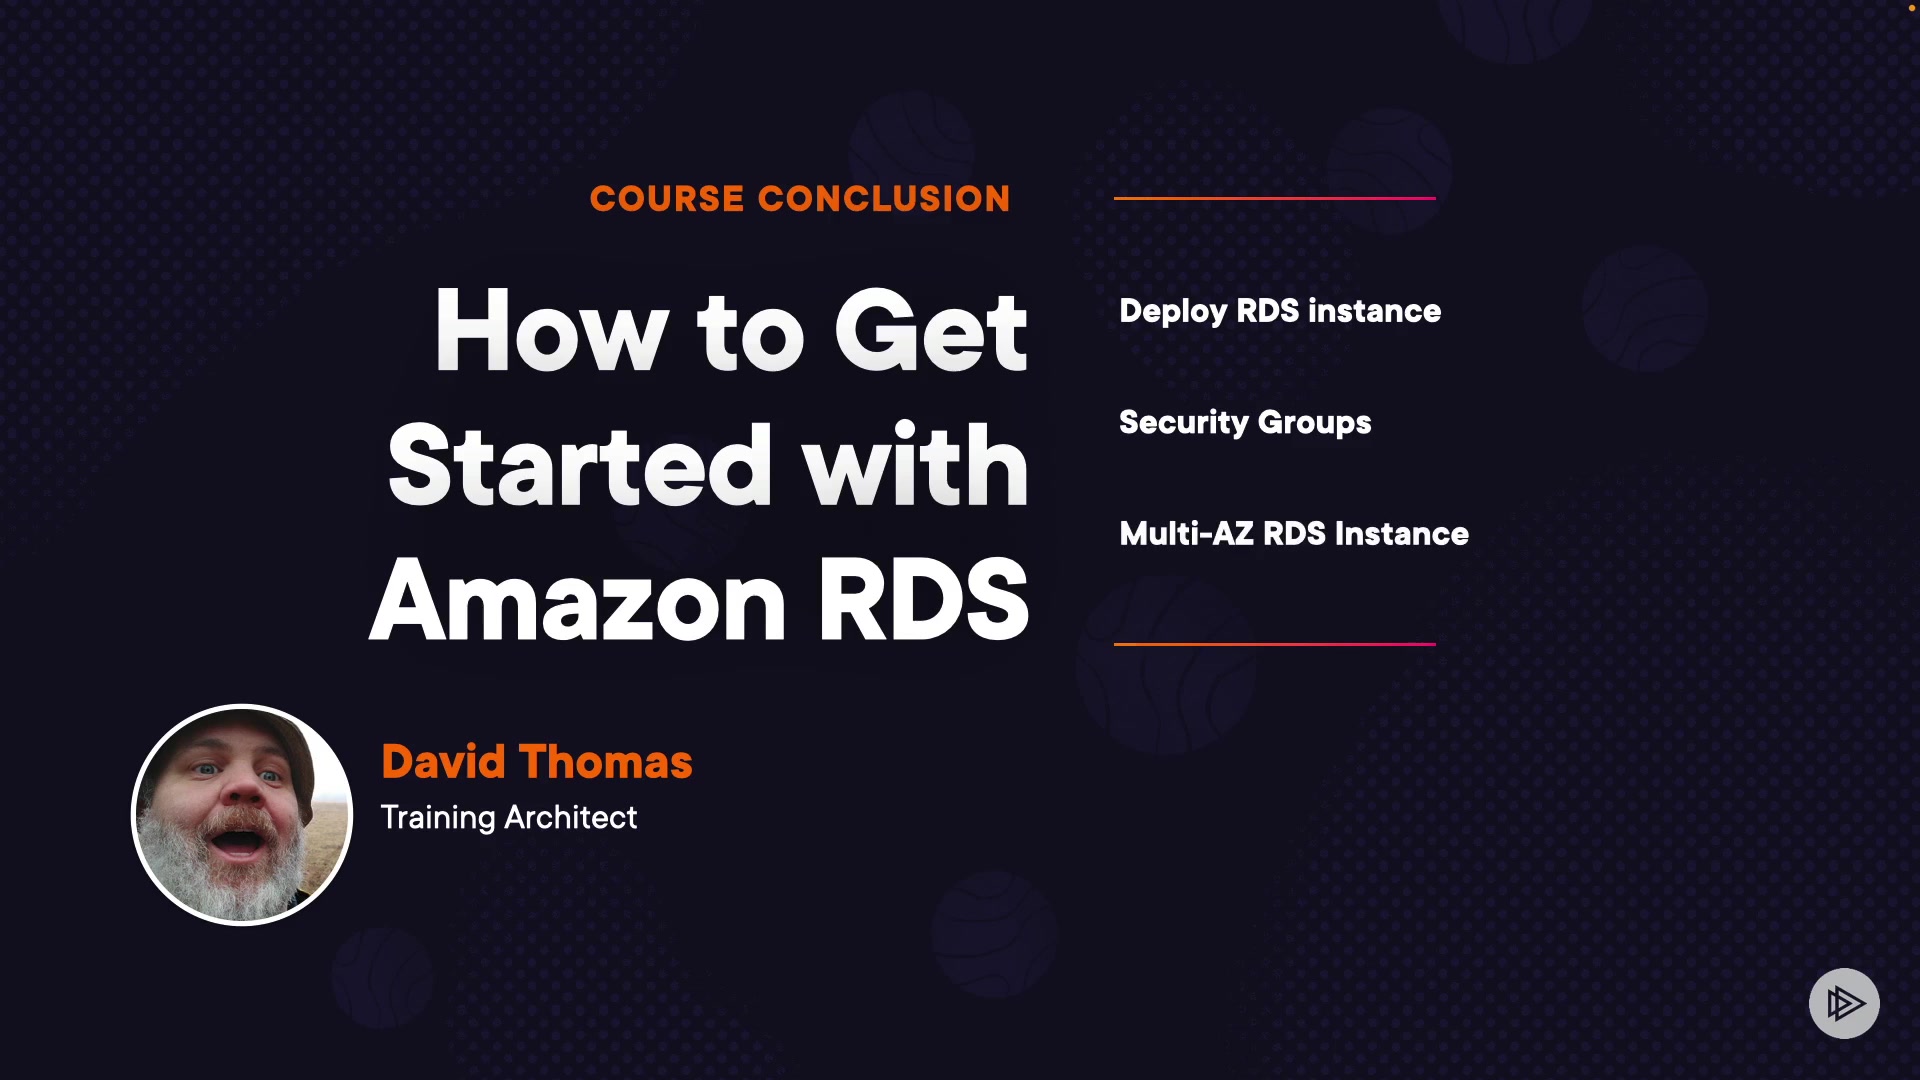 COURSE CONCLUSION
How to Get
Started with
Amazon RDS
Deploy RDS instance
Security Groups
Multi-AZ RDS Instance
David Thomas
Training Architect